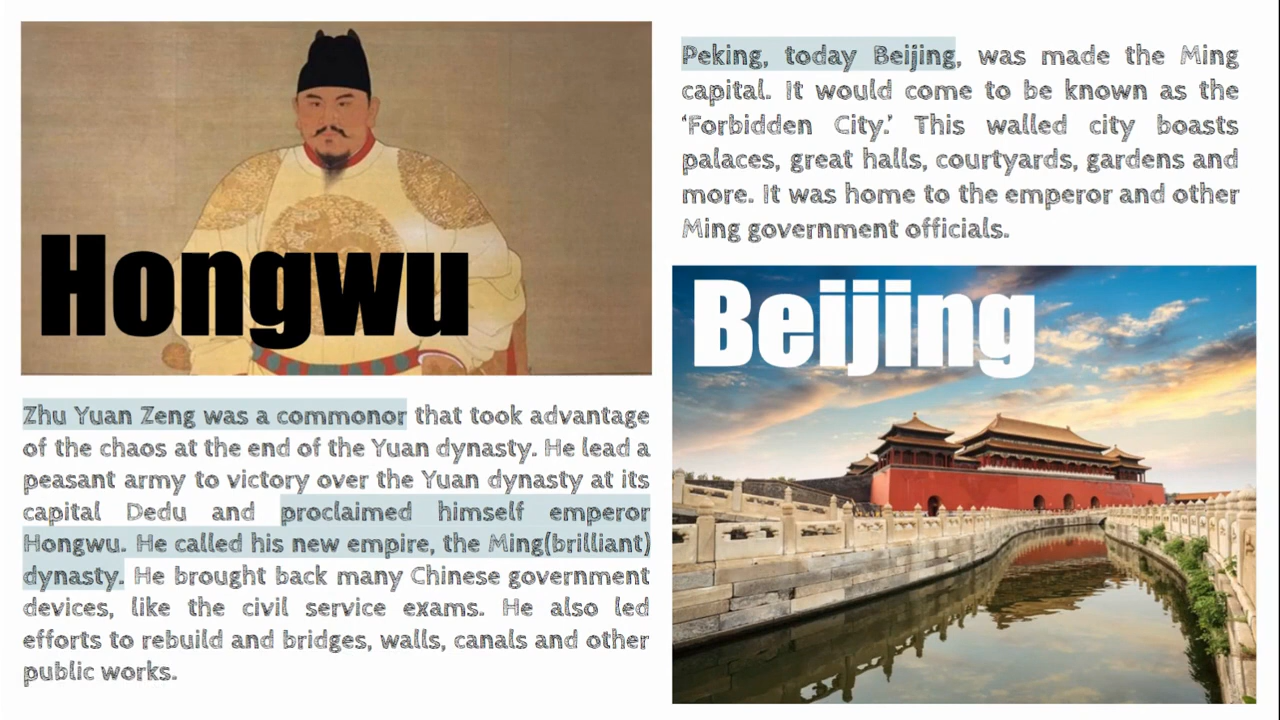 Hongwu
Zhu Yuan Zeng was a commonor that took advantage
of the chaos at the end of the Yuan dynasty. He lead a
peasant army to victory over the Yuan dynasty at its
capital Dedu and proclaimed himself emperor
Hongwu. He called his new empire, the Ming(brilliant)
dynasty. He brought back many Chinese government
devices, like the civil service exams. He also led
efforts to rebuild and bridges, walls, canals and other
public works.
Peking, today Beijing, was made the Ming
capital. It would come to be known as the
‘Forbidden City.’ This walled city boasts
palaces, great halls, courtyards, gardens and
more. It was home to the emperor and other
Ming government officials.
Beijing